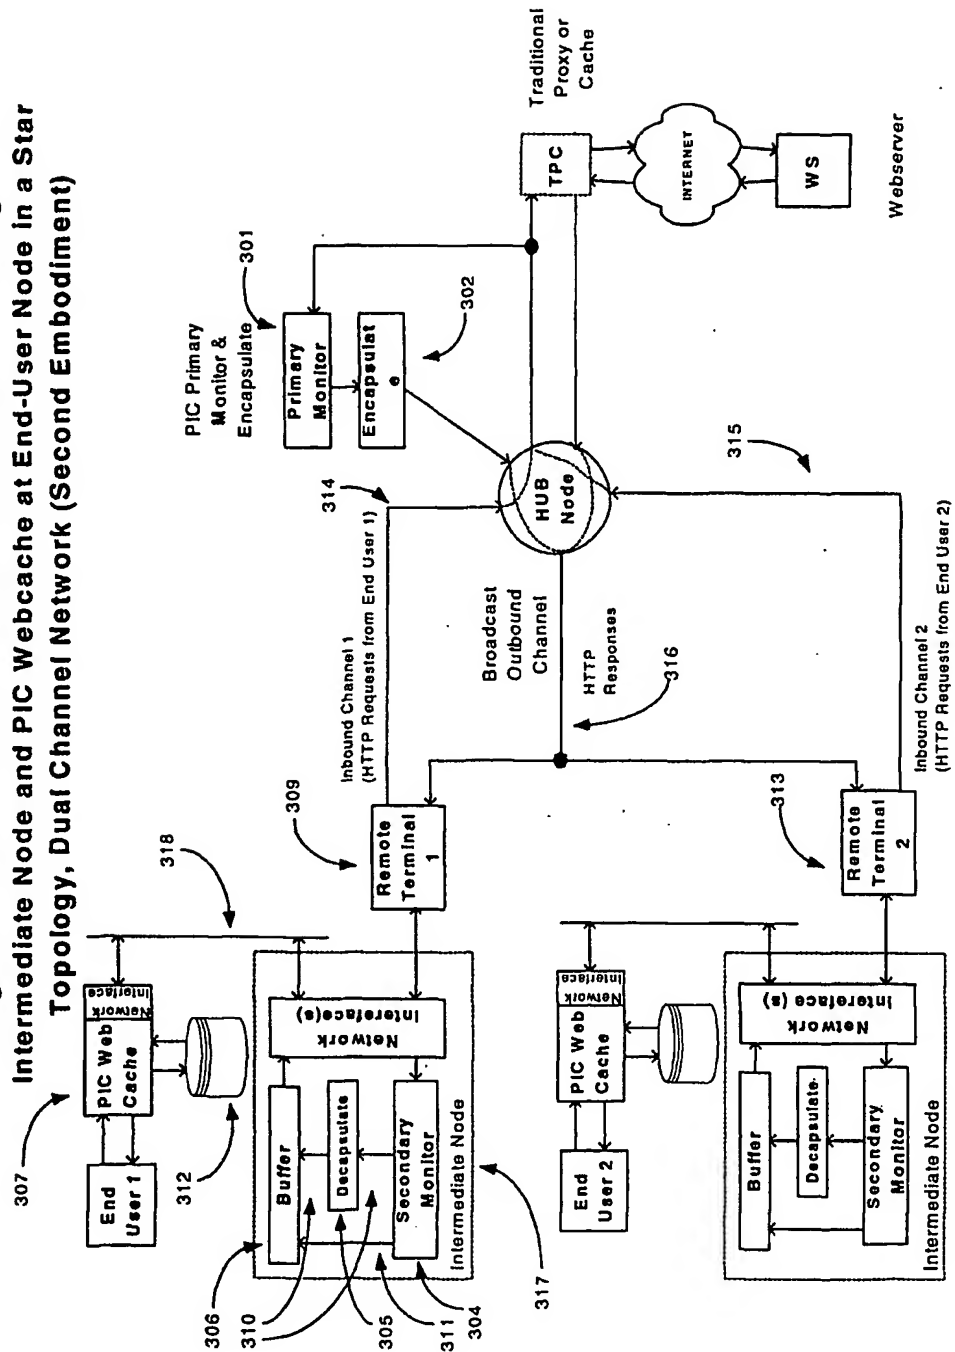 Intermediate Node and PIC Webcache at End-User Node in a Star
Topology, Dual Channel Network (Second Embodiment)
307
End
User 1
PIC Web
Cache
Network
Interface
312
318
306
310
305
311
304
317
Buffer
Decapsulate
Secondary
Monitor
Network
Interface(s)
Intermediate Node
309
Remote
Terminal
1
314
Inbound Channel 1
(HTTP Requests from End User 1)
PIC Primary
Monitor &
Encapsulate
301
Primary
Monitor
Encapsulat
e
302
HUB
Node
Broadcast
Outbound
Channel
HTTP
Responses
316
315
Traditional
Proxy or
Cache
TPC
INTERNET
WS
Webserver
End
User 2
PIC Web
Cache
Network
Interface
Buffer
Decapsulate.
Secondary
Monitor
Network
Intereface (s)
Intermediate Node
313
Remote
Terminal
2
Inbound Channel 2
(HTTP Requests from End User 2)